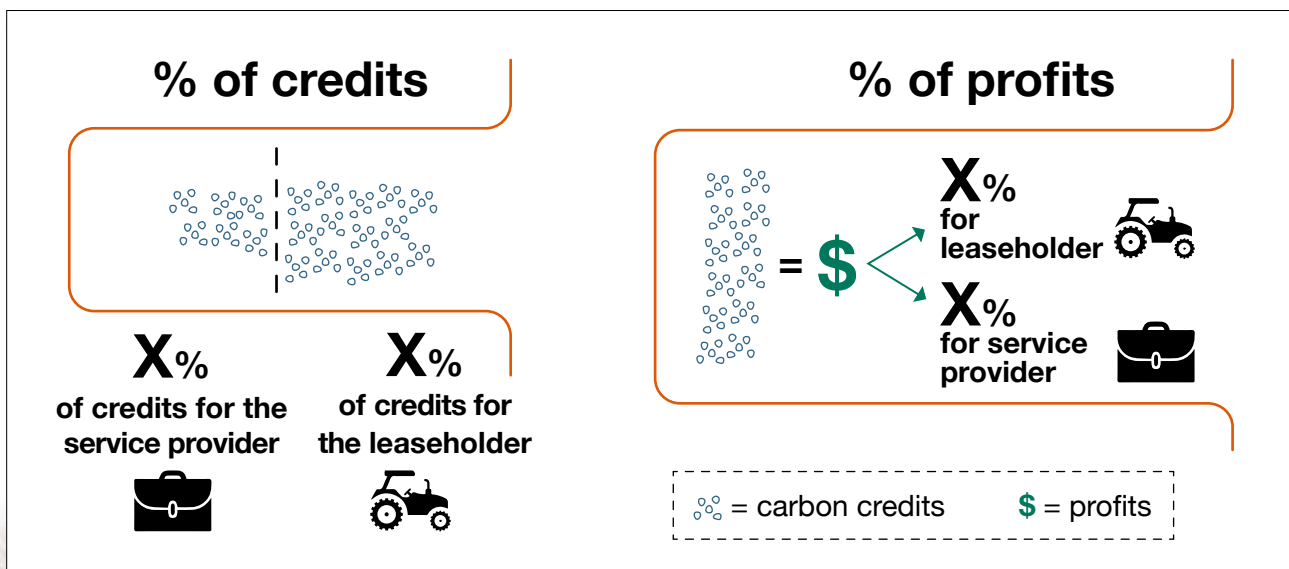 % of credits
X%
of credits for the
service provider
X%
of credits for
the leaseholder
% of profits
= $
X%
for
leaseholder
X%
for service
provider
= carbon credits
$ = profits